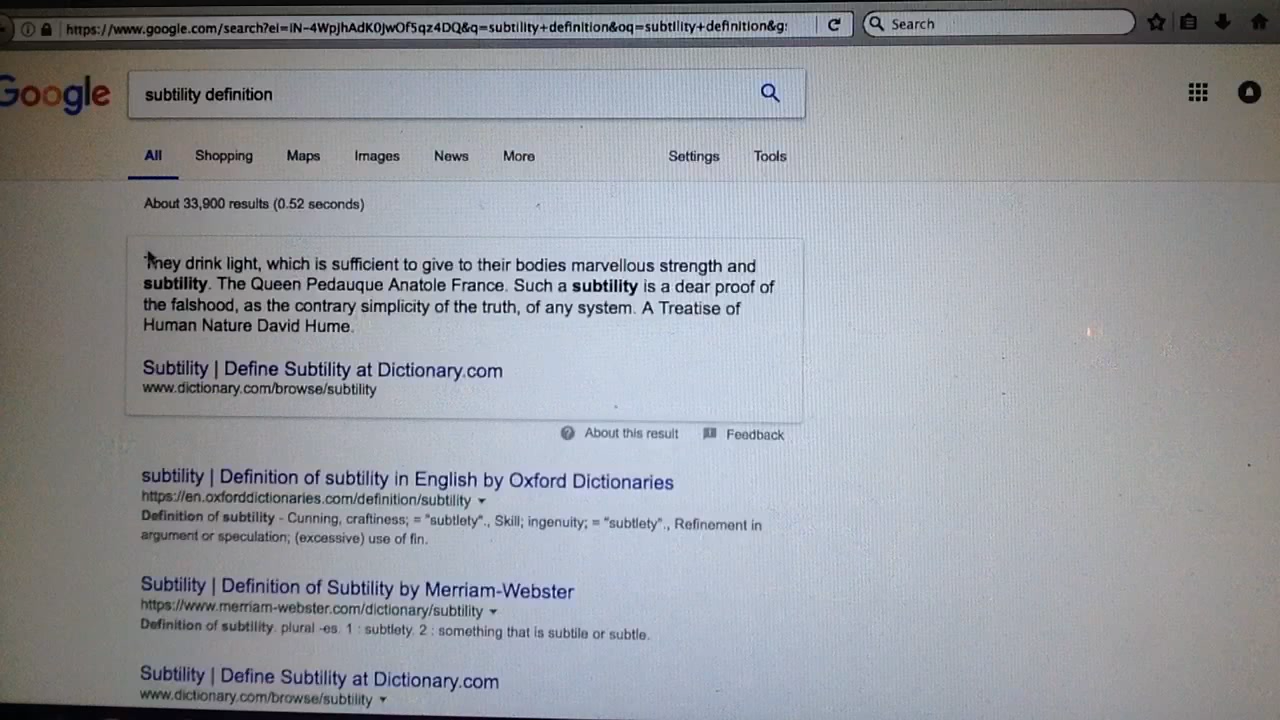 https://www.google.com/search?ei=iN-4WpjhAdK0JwOf5qz4DQ&q=subtility+definition&oq=subtility+definition&g:
Search
Google
subtility definition
All Shopping Maps Images News More Settings Tools
About 33,900 results (0.52 seconds)
They drink light, which is sufficient to give to their bodies marvellous strength and
subtility. The Queen Pedauque Anatole France. Such a subtility is a dear proof of
the falshood, as the contrary simplicity of the truth, of any system. A Treatise of
Human Nature David Hume.
Subtility | Define Subtility at Dictionary.com
www.dictionary.com/browse/subtility
About this result Feedback
subtility | Definition of subtility in English by Oxford Dictionaries
https://en.oxforddictionaries.com/definition/subtility
Definition of subtility - Cunning, craftiness; = "subtlety"., Skill; ingenuity; = "subtlety"., Refinement in
argument or speculation; (excessive) use of fin.
Subtility | Definition of Subtility by Merriam-Webster
https://www.merriam-webster.com/dictionary/subtility
Definition of subtility. plural -es. 1 : subtlety. 2 : something that is subtile or subtle.
Subtility | Define Subtility at Dictionary.com
www.dictionary.com/browse/subtility